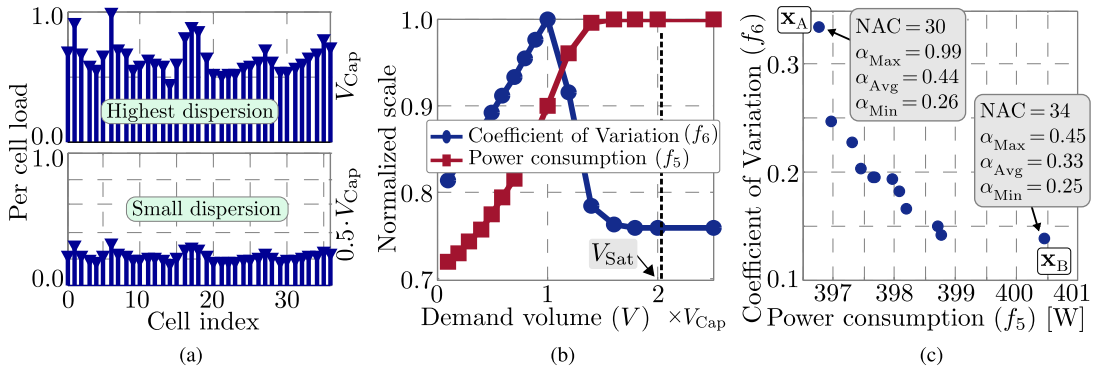 Per cell load
1.0
0.0
1.0
0.0
Highest dispersion
Small dispersion
V_Cap
0.5·V_Cap
0 10 20 30
Cell index
(a)
Normalized scale
1.0
0.9
0.8
0.7
Coefficient of Variation (f₆)
Power consumption (f₅)
V_Sat
0 1 2
Demand volume (V) ×V_Cap
(b)
Coefficient of Variation (f₆)
0.3
0.2
0.1
x_A
NAC = 30
α_Max = 0.99
α_Avg = 0.44
α_Min = 0.26
NAC = 34
α_Max = 0.45
α_Avg = 0.33
α_Min = 0.25
x_B
397 398 399 400 401
Power consumption (f₅) [W]
(c)